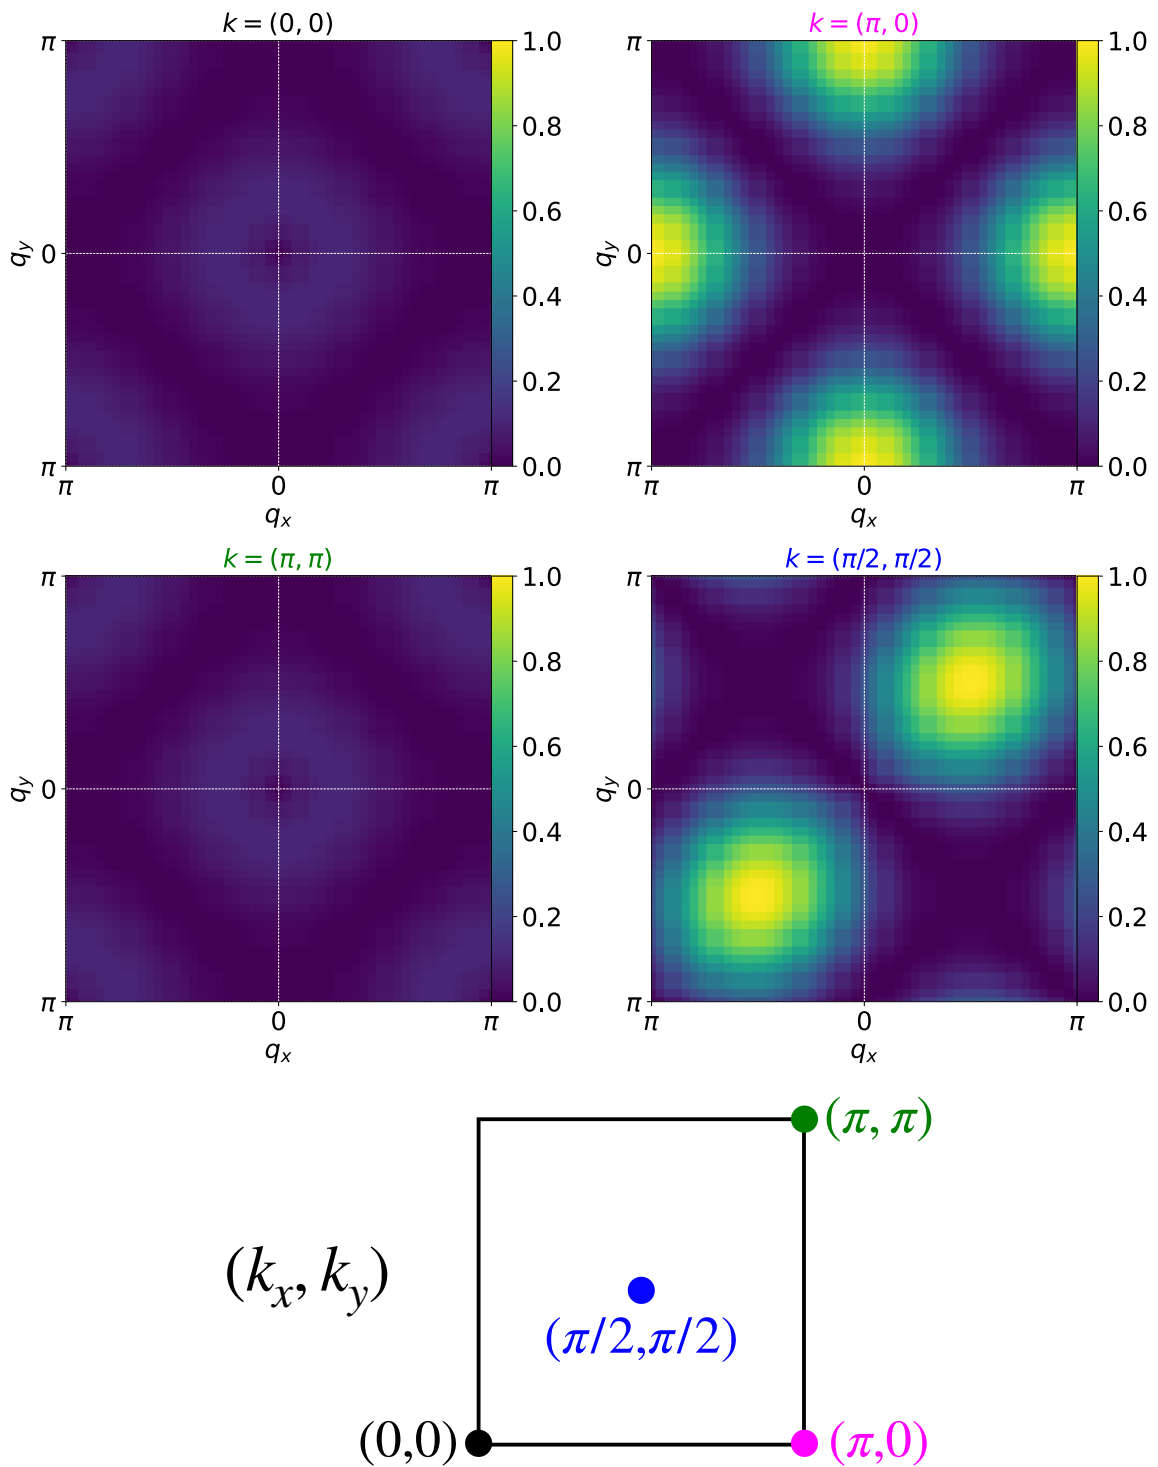 k = (0, 0)
π
0
π
q_y
π
0
π
q_x
1.0
0.8
0.6
0.4
0.2
0.0
k = (π, 0)
π
0
π
q_y
π
0
π
q_x
1.0
0.8
0.6
0.4
0.2
0.0
k = (π, π)
π
0
π
q_y
π
0
π
q_x
1.0
0.8
0.6
0.4
0.2
0.0
k = (π/2, π/2)
π
0
π
q_y
π
0
π
q_x
1.0
0.8
0.6
0.4
0.2
0.0
(π, π)
(k_x, k_y)
(π/2,π/2)
(0,0)
(π,0)